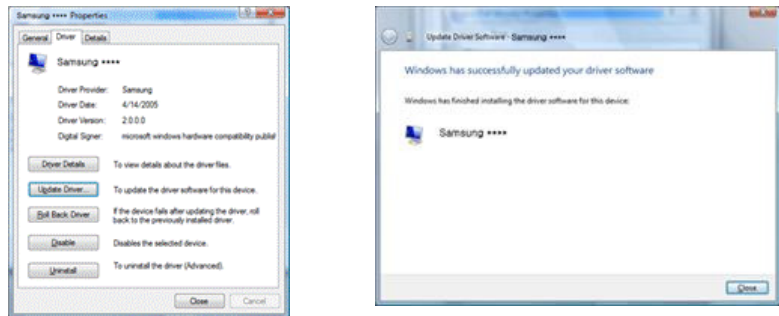 Samsung **** Properties
General Driver Details
Samsung ****
Driver Provider: Samsung
Driver Date: 4/14/2005
Driver Version: 2.0.0.0
Digital Signer: microsoft windows hardware compatibility publisl
Driver Details To view details about the driver files.
Update Driver... To update the driver software for this device.
Roll Back Driver If the device fails after updating the driver, roll
back to the previously installed driver.
Disable Disables the selected device.
Uninstall To uninstall the driver (Advanced).
Close Cancel
Update Driver Software - Samsung ****
Windows has successfully updated your driver software
Windows has finished installing the driver software for this device:
Samsung ****
Close